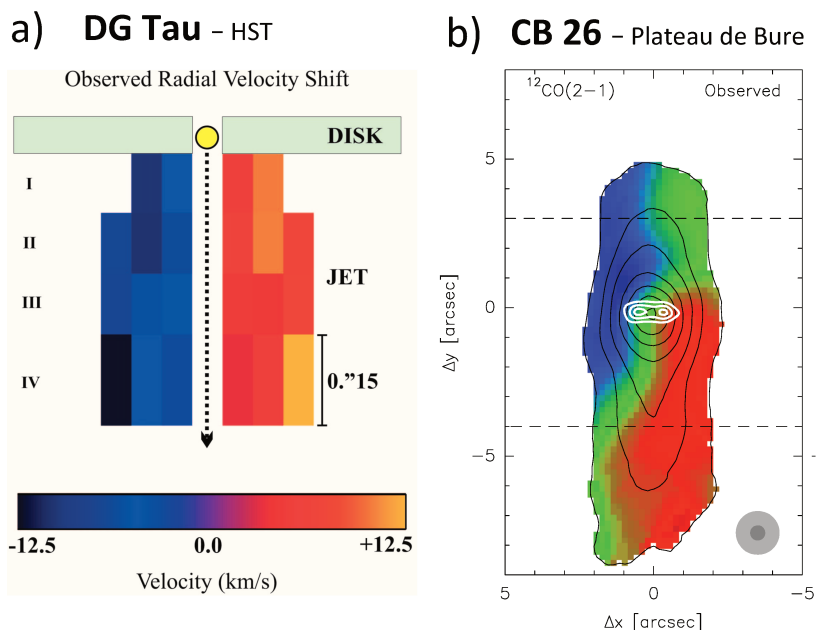 a) DG Tau – HST
Observed Radial Velocity Shift
DISK
I
II
III
IV
JET
0.”15
-12.5 0.0 +12.5
Velocity (km/s)
b) CB 26 – Plateau de Bure
¹²CO(2−1) Observed
5
0
-5
Δy [arcsec]
5 0 -5
Δx [arcsec]